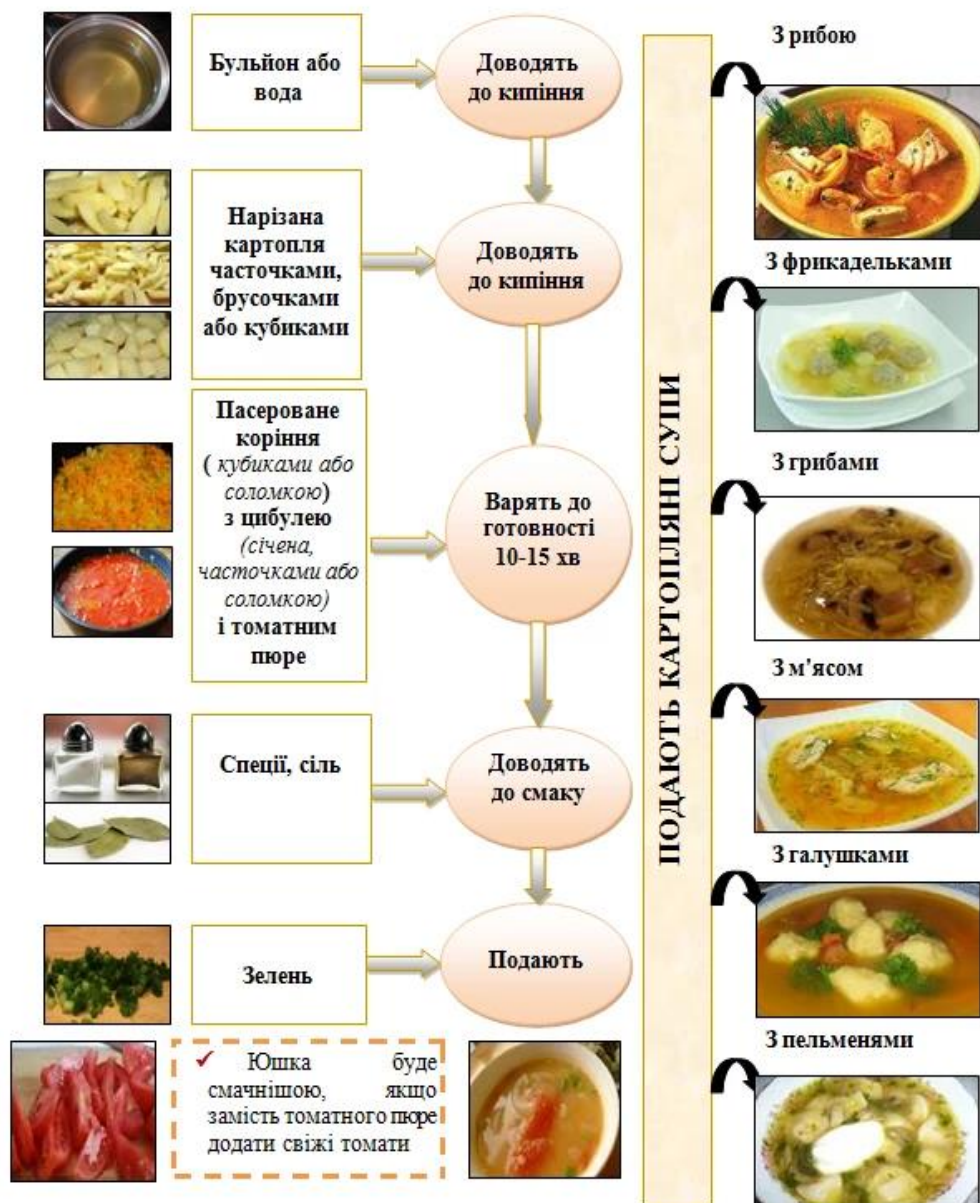 Бульйон або
вода
Доводять
до кипіння
Нарізана
картопля
часточками,
брусочками
або кубиками
Доводять
до кипіння
Пасероване
коріння
( кубиками або
соломкою)
з цибулею
(січена,
часточками або
соломкою)
і томатним
пюре
Варять до
готовності
10-15 хв
Спеції, сіль
Доводять
до смаку
Зелень
Подають
✓ Юшка буде
смачнішою, якщо
замість томатного пюре
додати свіжі томати
ПОДАЮТЬ КАРТОПЛЯНІ СУПИ
З рибою
З фрикадельками
З грибами
З м'ясом
З галушками
З пельменями